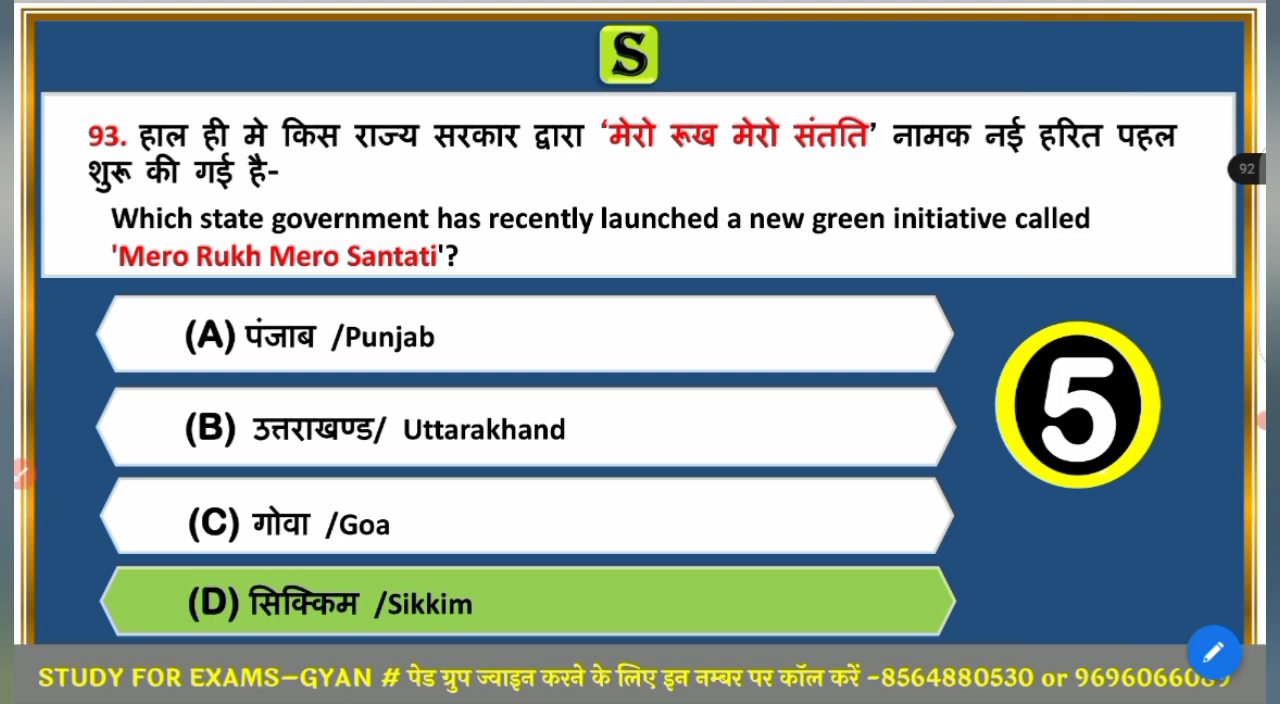 S
93. हाल ही मे किस राज्य सरकार द्वारा ‘मेरो रूख मेरो संतति’ नामक नई हरित पहल
शुरू की गई है-
Which state government has recently launched a new green initiative called
'Mero Rukh Mero Santati'?
92
(A) पंजाब /Punjab
(B) उत्तराखण्ड/ Uttarakhand
(C) गोवा /Goa
(D) सिक्किम /Sikkim
5
STUDY FOR EXAMS–GYAN # पेड ग्रुप ज्वाइन करने के लिए इन नम्बर पर कॉल करें –8564880530 or